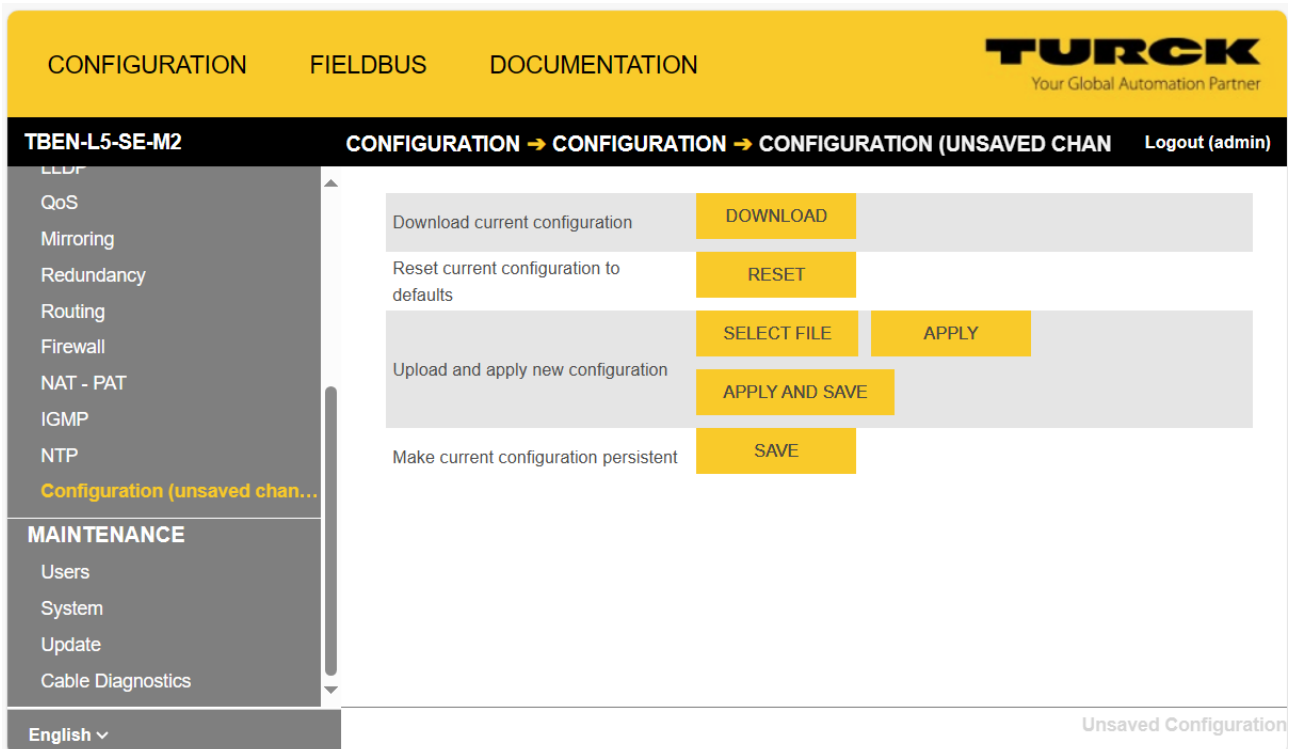 CONFIGURATION FIELDBUS DOCUMENTATION
TURCK
Your Global Automation Partner
TBEN-L5-SE-M2
CONFIGURATION ➔ CONFIGURATION ➔ CONFIGURATION (UNSAVED CHAN
Logout (admin)
LLDP
QoS
Mirroring
Redundancy
Routing
Firewall
NAT - PAT
IGMP
NTP
Configuration (unsaved chan...
MAINTENANCE
Users
System
Update
Cable Diagnostics
English
Download current configuration
DOWNLOAD
Reset current configuration to
defaults
RESET
Upload and apply new configuration
SELECT FILE
APPLY
APPLY AND SAVE
Make current configuration persistent
SAVE
Unsaved Configuration